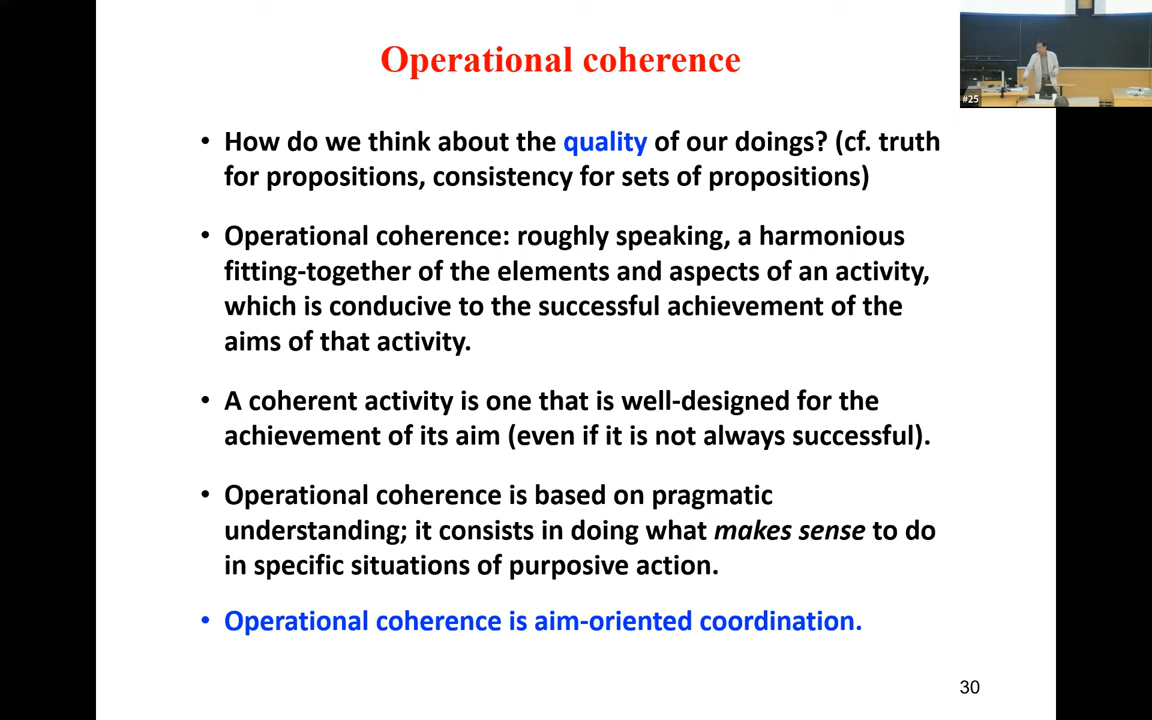 Operational coherence
#25
• How do we think about the quality of our doings? (cf. truth
for propositions, consistency for sets of propositions)
• Operational coherence: roughly speaking, a harmonious
fitting-together of the elements and aspects of an activity,
which is conducive to the successful achievement of the
aims of that activity.
• A coherent activity is one that is well-designed for the
achievement of its aim (even if it is not always successful).
• Operational coherence is based on pragmatic
understanding; it consists in doing what makes sense to do
in specific situations of purposive action.
• Operational coherence is aim-oriented coordination.
30